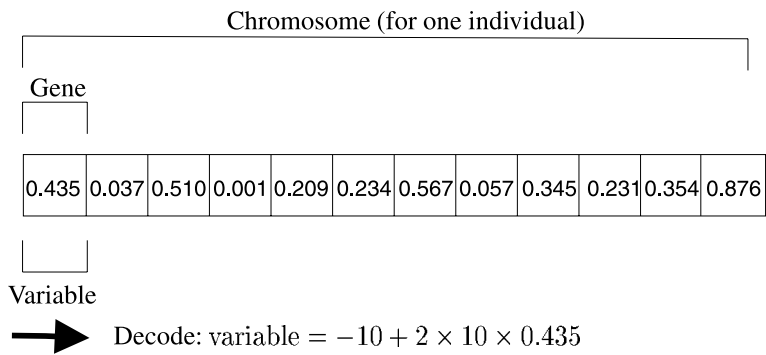 Chromosome (for one individual)
Gene
0.435 0.037 0.510 0.001 0.209 0.234 0.567 0.057 0.345 0.231 0.354 0.876
Variable
Decode: variable = −10 + 2 × 10 × 0.435